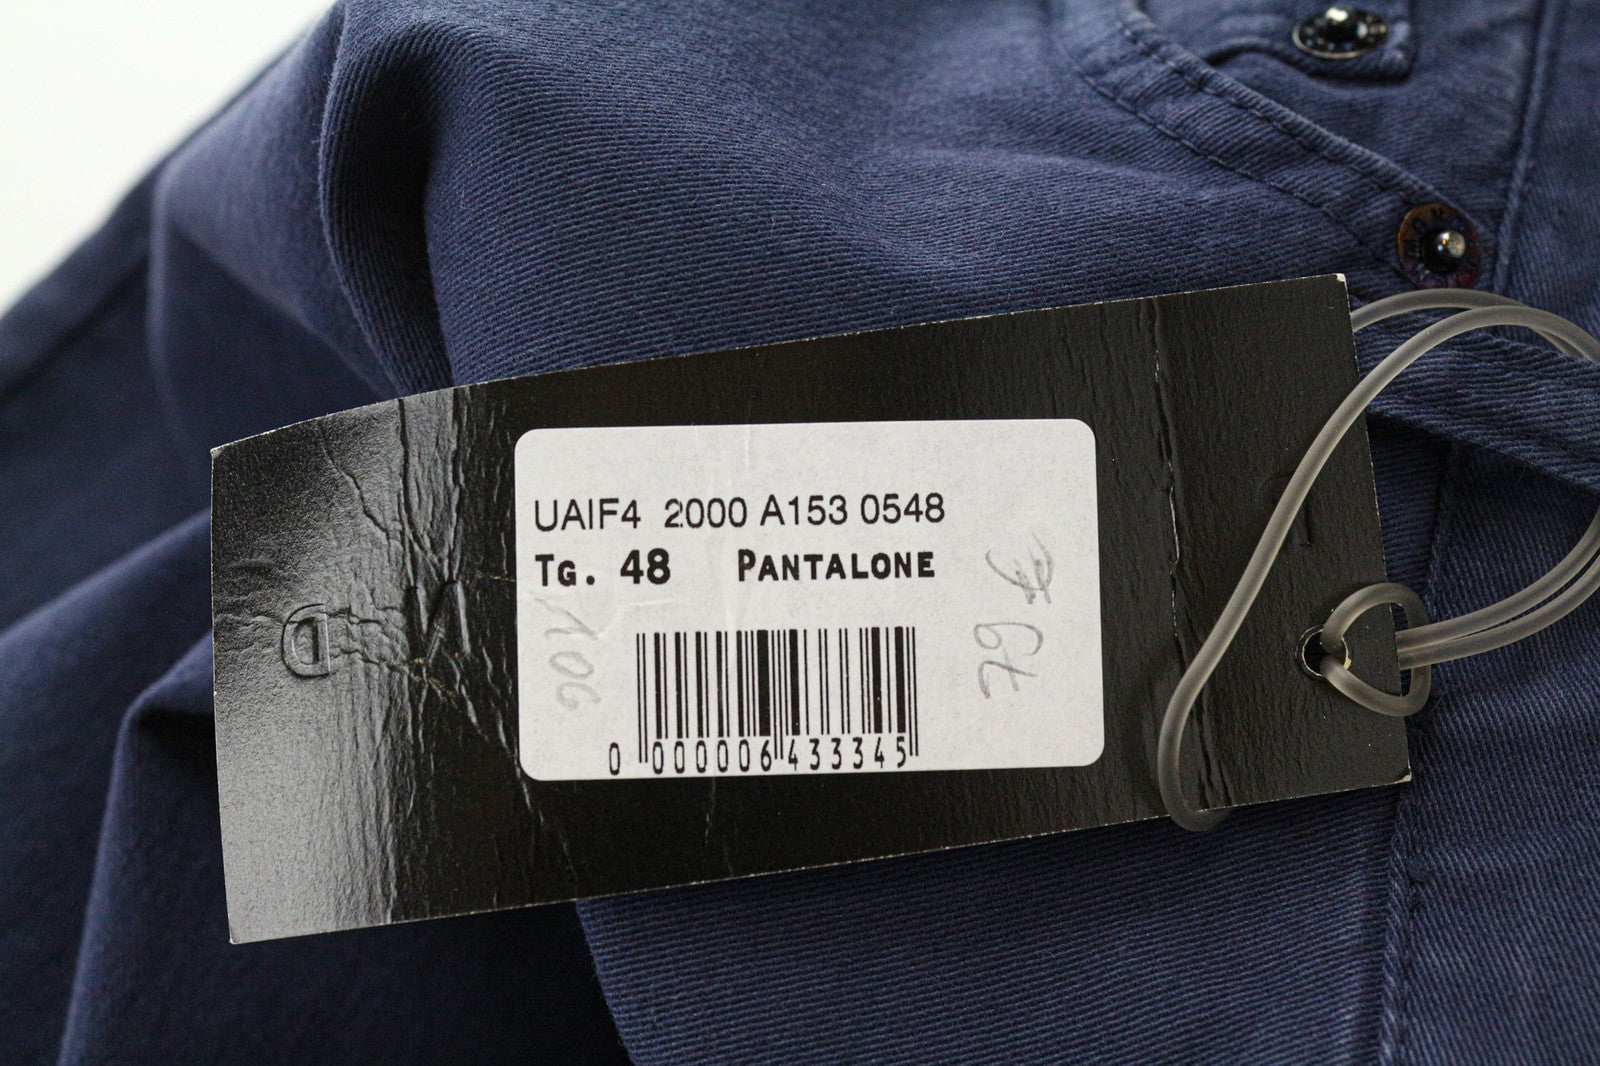 UAIF4 2000 A153 0548
Tg. 48 PANTALONE
0 000006 433345
D